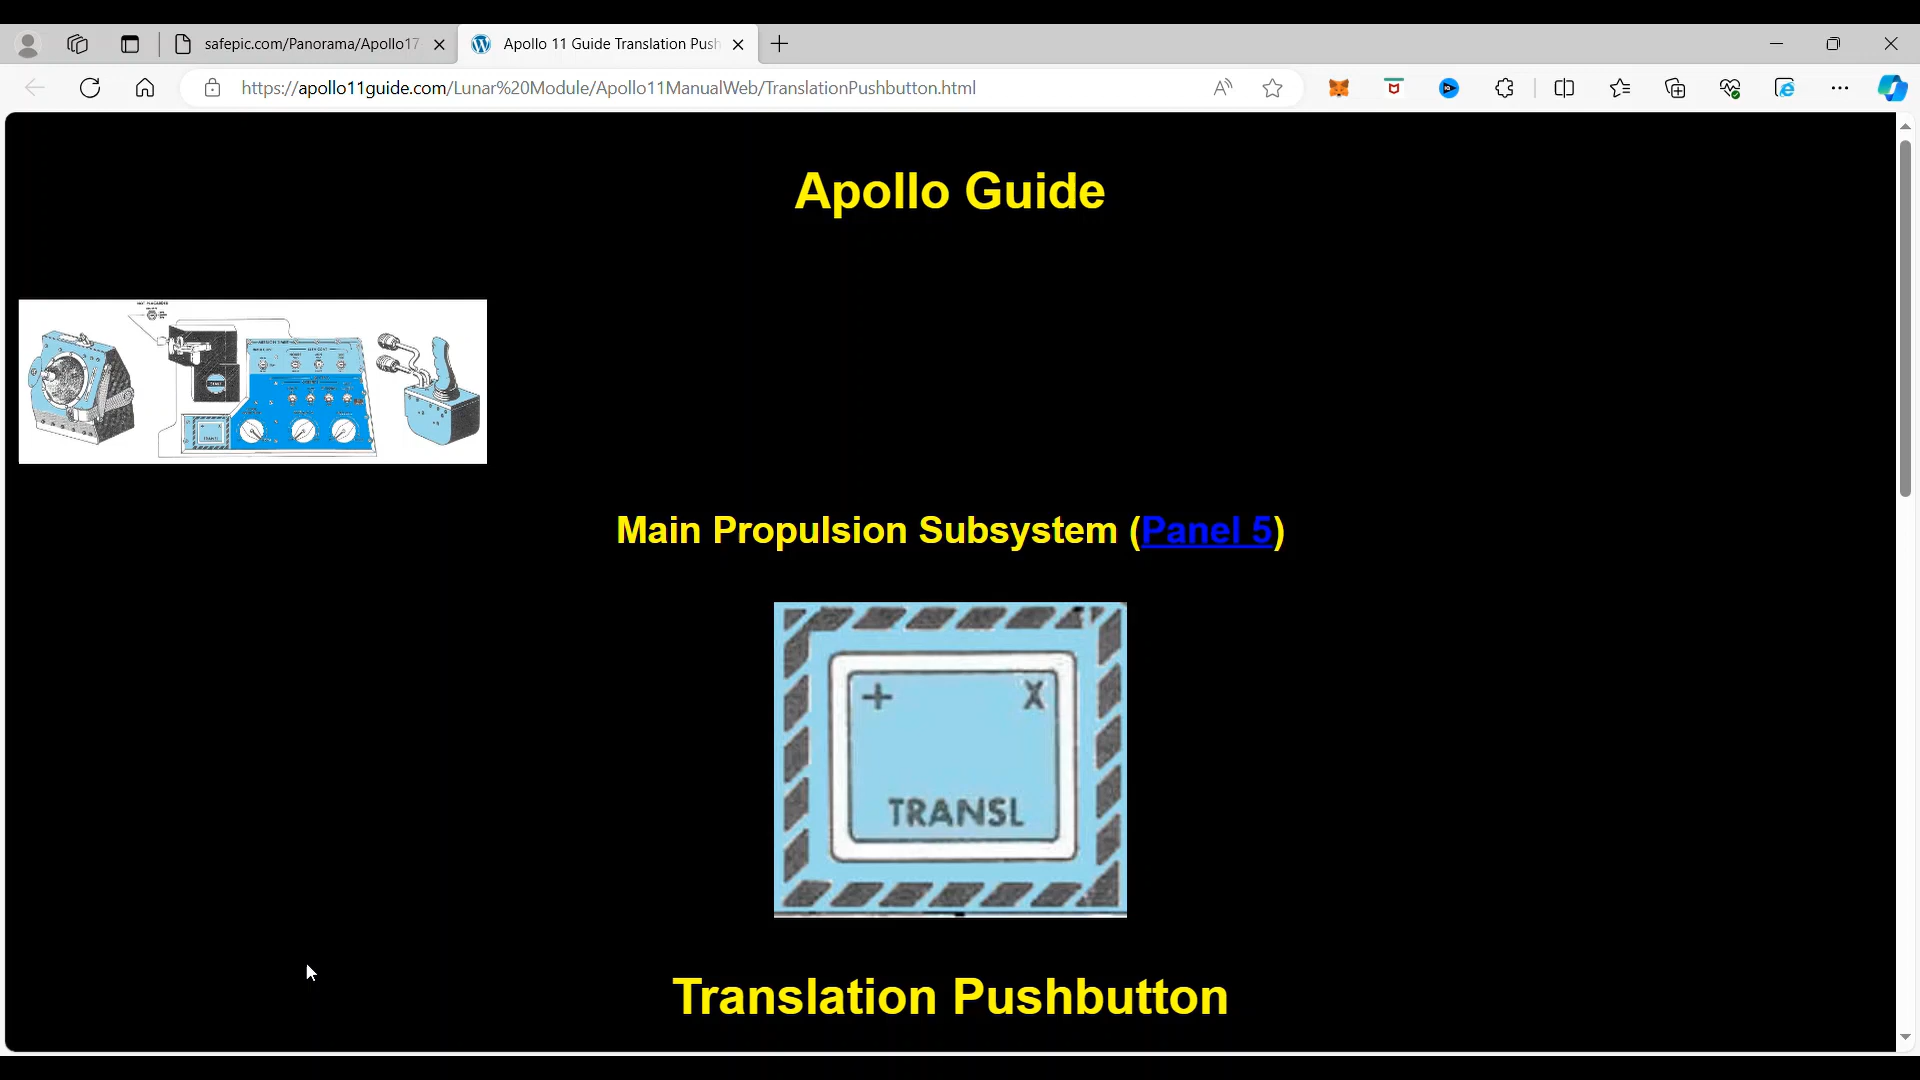 safepic.com/Panorama/Apollo17
Apollo 11 Guide Translation Push
https://apollo11guide.com/Lunar%20Module/Apollo11ManualWeb/TranslationPushbutton.html
Apollo Guide
Main Propulsion Subsystem (Panel 5)
+ X
TRANSL
Translation Pushbutton